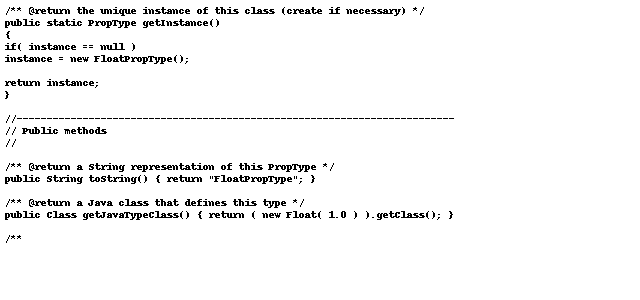 /** @return the unique instance of this class (create if necessary) */
public static PropType getInstance()
{
if( instance == null )
instance = new FloatPropType();
return instance;
}
//-------------------------------------------------------------------------
// Public methods
//
/** @return a String representation of this PropType */
public String toString() { return "FloatPropType"; }
/** @return a Java class that defines this type */
public Class getJavaTypeClass() { return ( new Float( 1.0 ) ).getClass(); }
/**